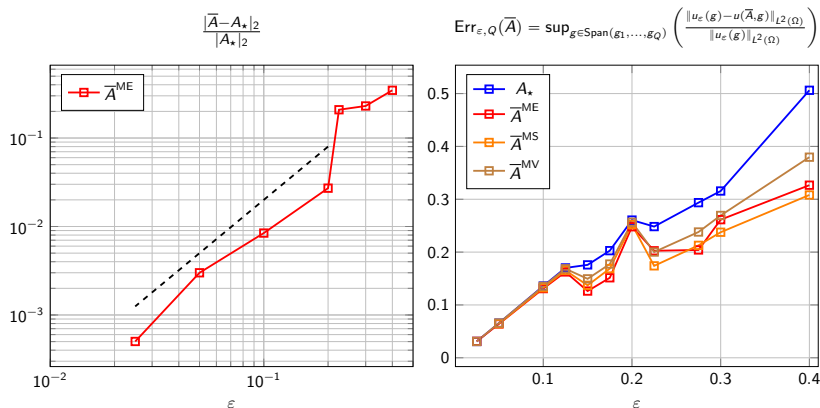 |A̅−A⋆|₂ / |A⋆|₂
A̅ᴹᴱ
10⁻¹
10⁻²
10⁻³
10⁻² 10⁻¹
ε
Err_{ε,Q}(A̅) = sup_{g∈Span(g₁,...,g_Q)} ( ‖u_ε(g)−u(A̅,g)‖_{L²(Ω)} / ‖u_ε(g)‖_{L²(Ω)} )
A⋆
A̅ᴹᴱ
A̅ᴹˢ
A̅ᴹⱽ
0.5
0.4
0.3
0.2
0.1
0
0.1 0.2 0.3 0.4
ε